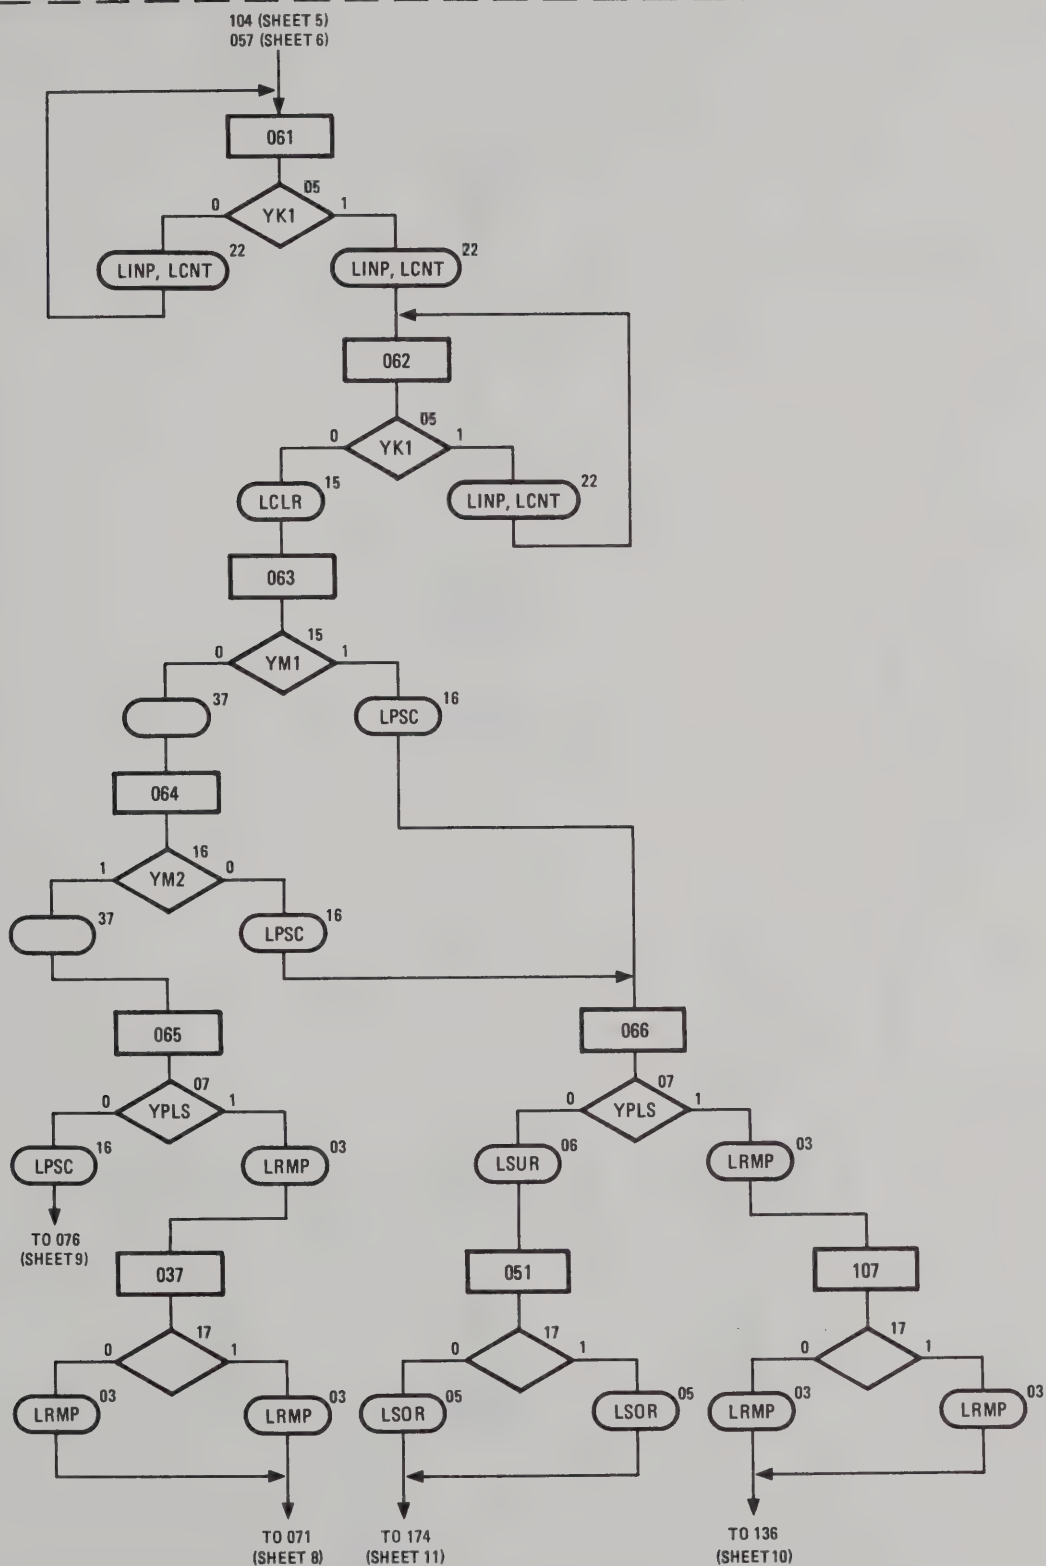 104 (SHEET 5)
057 (SHEET 6)
061
05
0 YK1 1
22
LINP, LCNT
22
LINP, LCNT
062
05
0 YK1 1
15
LCLR
22
LINP, LCNT
063
15
0 YM1 1
37
16
LPSC
064
16
1 YM2 0
37
16
LPSC
065
066
07
0 YPLS 1
07
0 YPLS 1
16
LPSC
03
LRMP
06
LSUR
03
LRMP
TO 076
(SHEET 9)
037
051
107
17
0 1
17
0 1
17
0 1
03
LRMP
03
LRMP
05
LSOR
05
LSOR
03
LRMP
03
LRMP
TO 071
(SHEET 8)
TO 174
(SHEET 11)
TO 136
(SHEET 10)